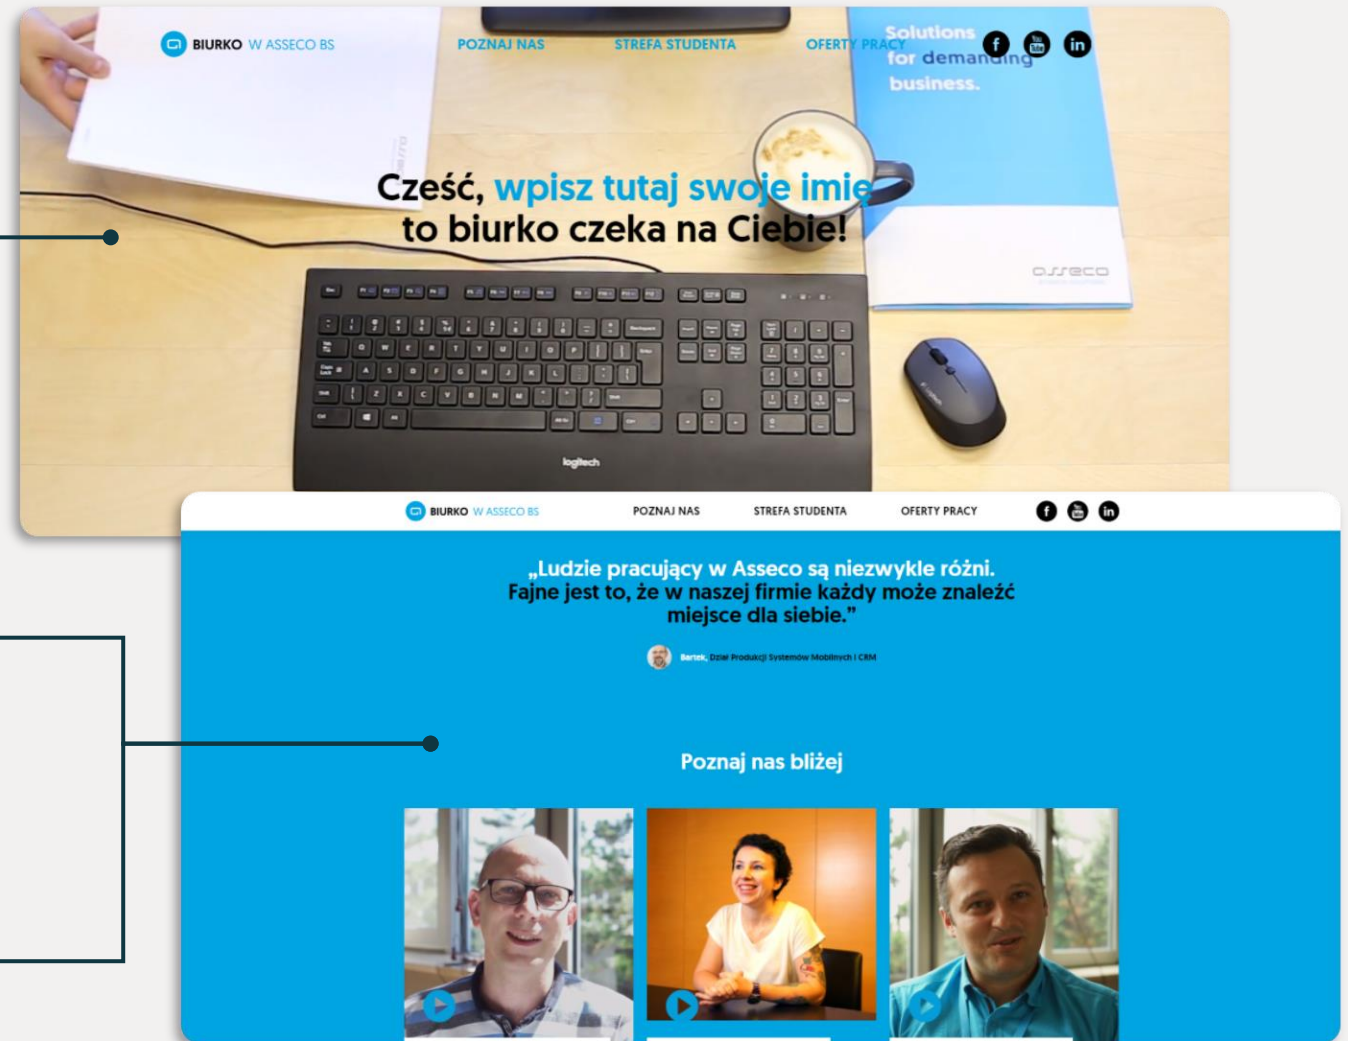 BIURKO W ASSECO BS
POZNAJ NAS
STREFA STUDENTA
OFERTY PRACY
Solutions
for demanding
business.
Cześć, wpisz tutaj swoje imię
to biurko czeka na Ciebie!
asseco
logitech
BIURKO W ASSECO BS
POZNAJ NAS
STREFA STUDENTA
OFERTY PRACY
„Ludzie pracujący w Asseco są niezwykle różni.
Fajne jest to, że w naszej firmie każdy może znaleźć
miejsce dla siebie.”
Bartek, Dział Produkcji Systemów Mobilnych i CRM
Poznaj nas bliżej